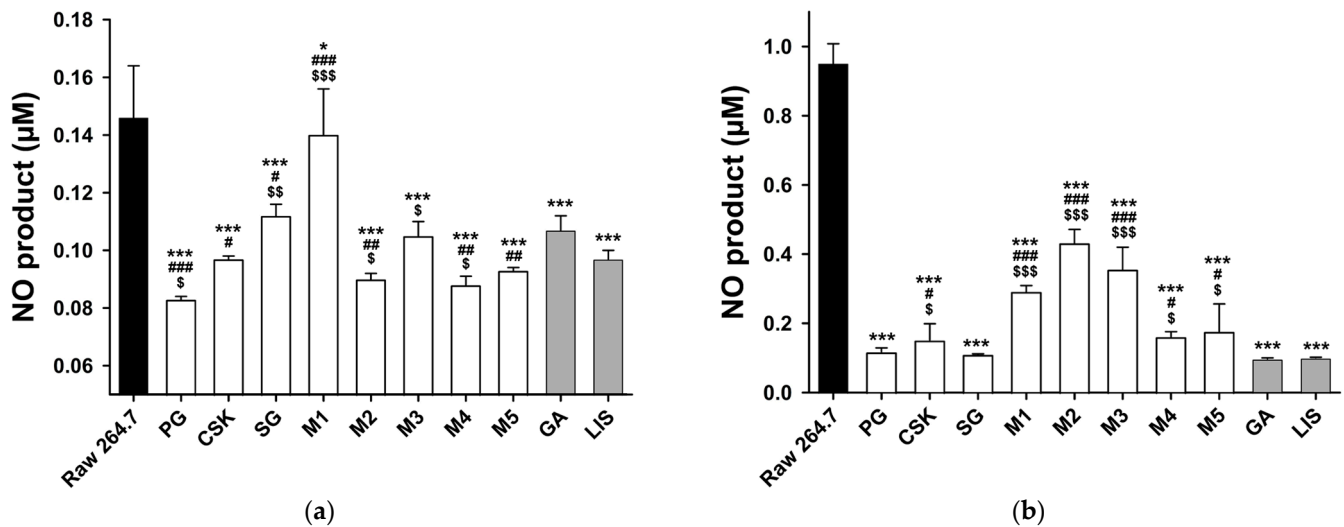 NO product (µM)
0.18
0.16
0.14
0.12
0.10
0.08
0.06
***
###
$
***
#
***
#
$$
*
###
$$$
***
##
$
***
$
***
##
$
***
##
***
***
Raw 264.7
PG
CSK
SG
M1
M2
M3
M4
M5
GA
LIS
(a)
NO product (µM)
1.0
0.8
0.6
0.4
0.2
0.0
***
***
#
$
***
***
###
$$$
***
###
$$$
***
###
$$$
***
#
$
***
#
$
***
***
Raw 264.7
PG
CSK
SG
M1
M2
M3
M4
M5
GA
LIS
(b)